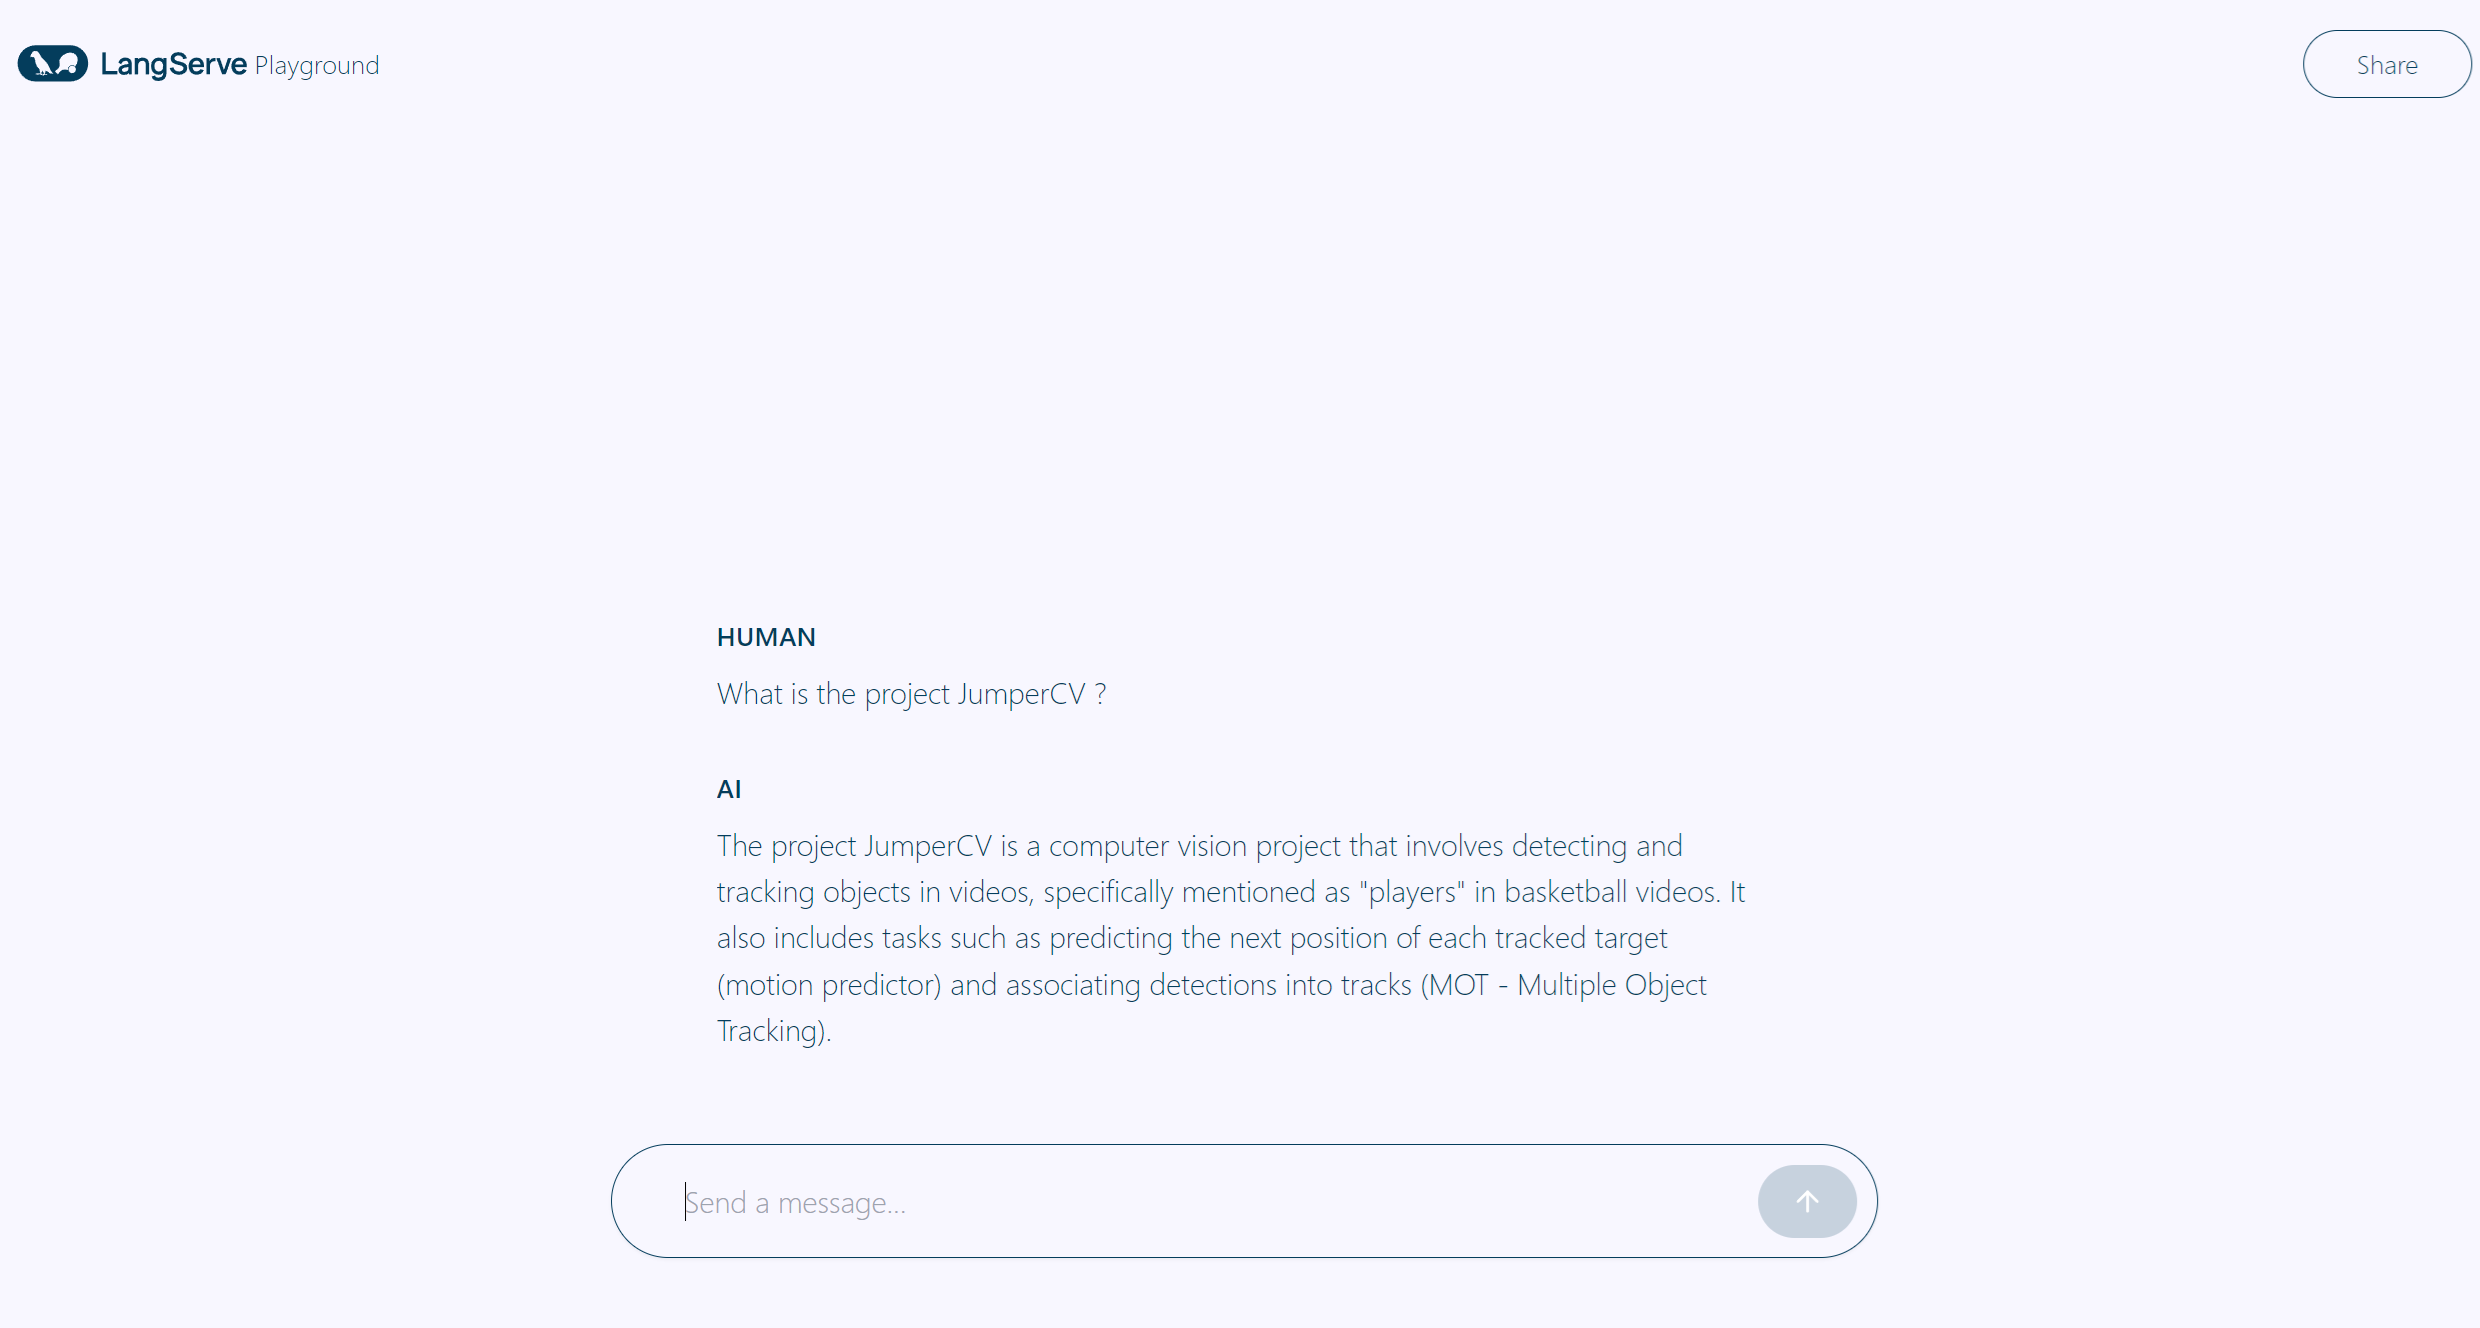 LangServe Playground
Share
HUMAN
What is the project JumperCV ?
AI
The project JumperCV is a computer vision project that involves detecting and
tracking objects in videos, specifically mentioned as "players" in basketball videos. It
also includes tasks such as predicting the next position of each tracked target
(motion predictor) and associating detections into tracks (MOT - Multiple Object
Tracking).
Send a message...